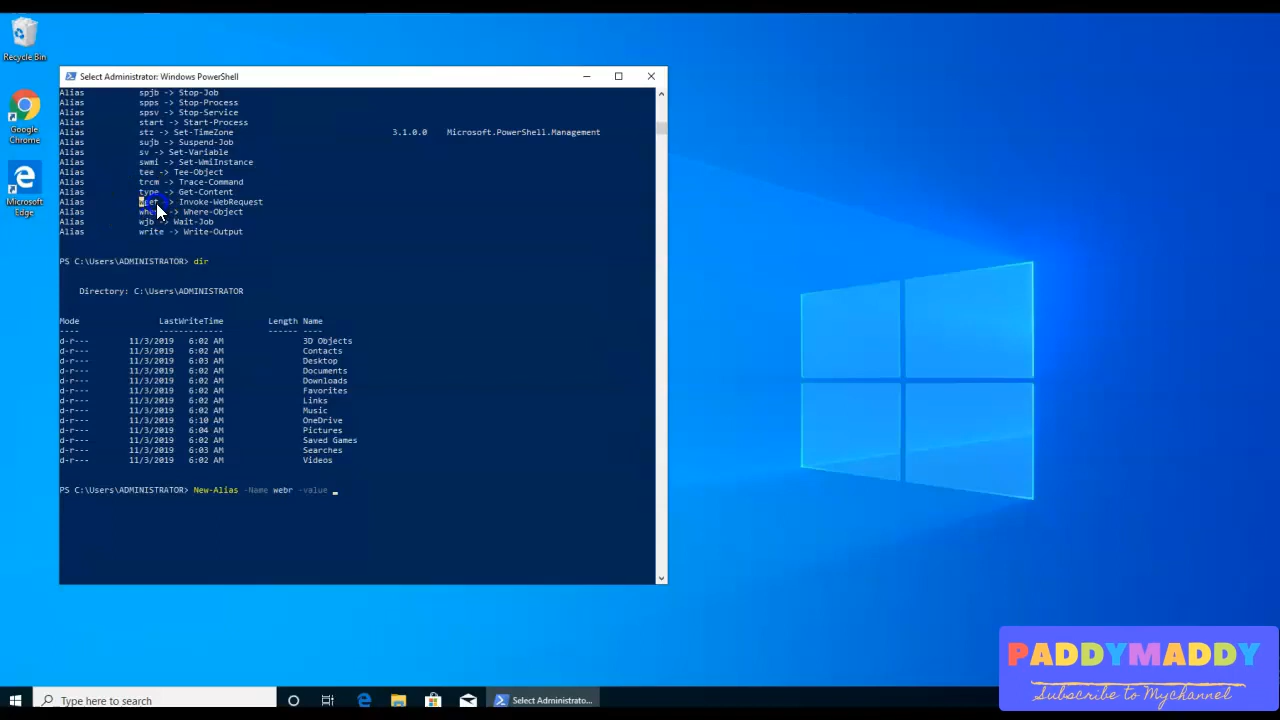 Recycle Bin
Google
Chrome
Microsoft
Edge
Select Administrator: Windows PowerShell
Alias spjb -> Stop-Job
Alias spps -> Stop-Process
Alias spsv -> Stop-Service
Alias start -> Start-Process
Alias stz -> Set-TimeZone 3.1.0.0 Microsoft.PowerShell.Management
Alias sujb -> Suspend-Job
Alias sv -> Set-Variable
Alias swmi -> Set-WmiInstance
Alias tee -> Tee-Object
Alias trcm -> Trace-Command
Alias type -> Get-Content
Alias -> Invoke-WebRequest
Alias -> Where-Object
Alias wjb -> Wait-Job
Alias write -> Write-Output
PS C:\Users\ADMINISTRATOR> dir
Directory: C:\Users\ADMINISTRATOR
Mode LastWriteTime Length Name
---- ------------- ------ ----
d-r--- 11/3/2019 6:02 AM 3D Objects
d-r--- 11/3/2019 6:02 AM Contacts
d-r--- 11/3/2019 6:03 AM Desktop
d-r--- 11/3/2019 6:02 AM Documents
d-r--- 11/3/2019 6:02 AM Downloads
d-r--- 11/3/2019 6:02 AM Favorites
d-r--- 11/3/2019 6:02 AM Links
d-r--- 11/3/2019 6:02 AM Music
d-r--- 11/3/2019 6:10 AM OneDrive
d-r--- 11/3/2019 6:04 AM Pictures
d-r--- 11/3/2019 6:02 AM Saved Games
d-r--- 11/3/2019 6:03 AM Searches
d-r--- 11/3/2019 6:02 AM Videos
PS C:\Users\ADMINISTRATOR> New-Alias -Name webr -value _
PADDYMADDY
Subscribe to Mychannel
Type here to search
Select Administrato...